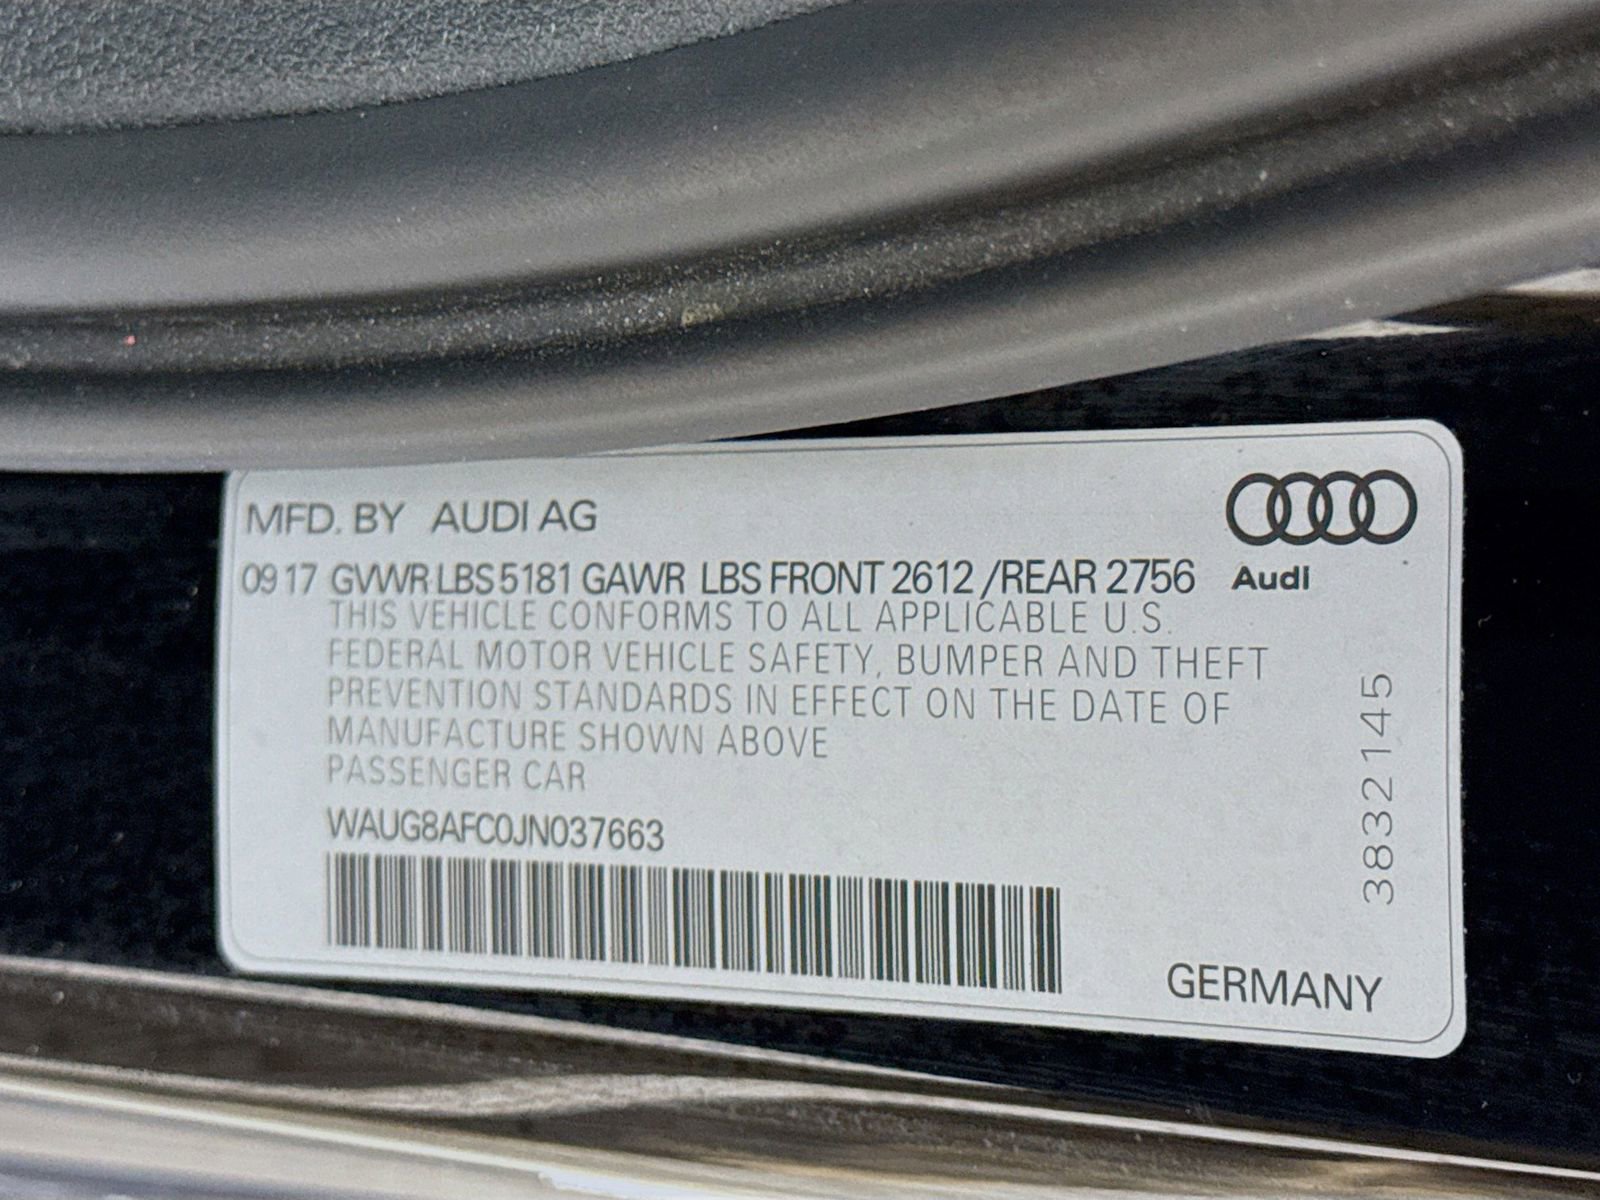 MFD. BY AUDI AG
09 17 GVWR LBS 5181 GAWR LBS FRONT 2612 /REAR 2756
Audi
THIS VEHICLE CONFORMS TO ALL APPLICABLE U.S.
FEDERAL MOTOR VEHICLE SAFETY, BUMPER AND THEFT
PREVENTION STANDARDS IN EFFECT ON THE DATE OF
MANUFACTURE SHOWN ABOVE
PASSENGER CAR
WAUG8AFC0JN037663
3832145
GERMANY